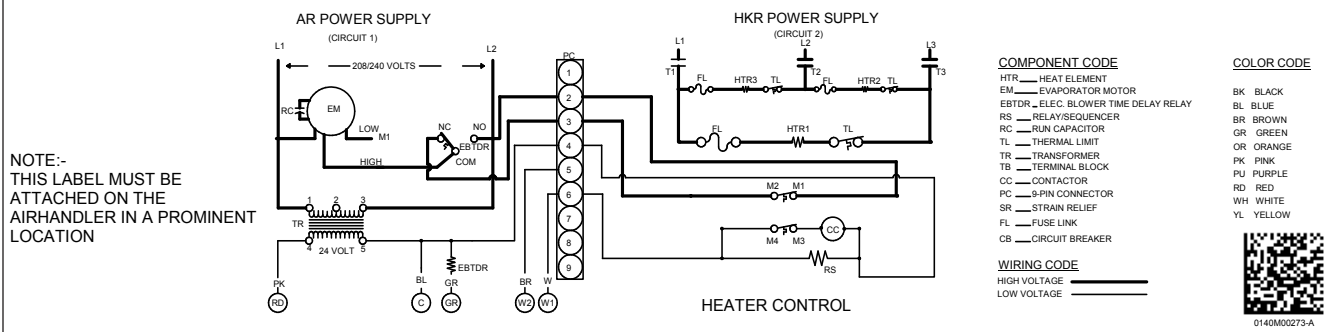 AR POWER SUPPLY
(CIRCUIT 1)
L1
L2
208/240 VOLTS
RC
EM
LOW
M1
HIGH
NC
NO
EBTDR
COM
1
2
3
TR
4
24 VOLT
5
PK
RD
BL
C
EBTDR
GR
GR
BR
W2
W
W1
PC
1
2
3
4
5
6
7
8
9
HKR POWER SUPPLY
(CIRCUIT 2)
L1
L2
L3
T1
T2
T3
FL
HTR3
TL
FL
HTR2
TL
FL
HTR1
TL
M2
M1
M4
M3
CC
RS
HEATER CONTROL
NOTE:-
THIS LABEL MUST BE
ATTACHED ON THE
AIRHANDLER IN A PROMINENT
LOCATION
COMPONENT CODE
HTR HEAT ELEMENT
EM EVAPORATOR MOTOR
EBTDR ELEC. BLOWER TIME DELAY RELAY
RS RELAY/SEQUENCER
RC RUN CAPACITOR
TL THERMAL LIMIT
TR TRANSFORMER
TB TERMINAL BLOCK
CC CONTACTOR
PC 9-PIN CONNECTOR
SR STRAIN RELIEF
FL FUSE LINK
CB CIRCUIT BREAKER
WIRING CODE
HIGH VOLTAGE
LOW VOLTAGE
COLOR CODE
BK BLACK
BL BLUE
BR BROWN
GR GREEN
OR ORANGE
PK PINK
PU PURPLE
RD RED
WH WHITE
YL YELLOW
0140M00273-A